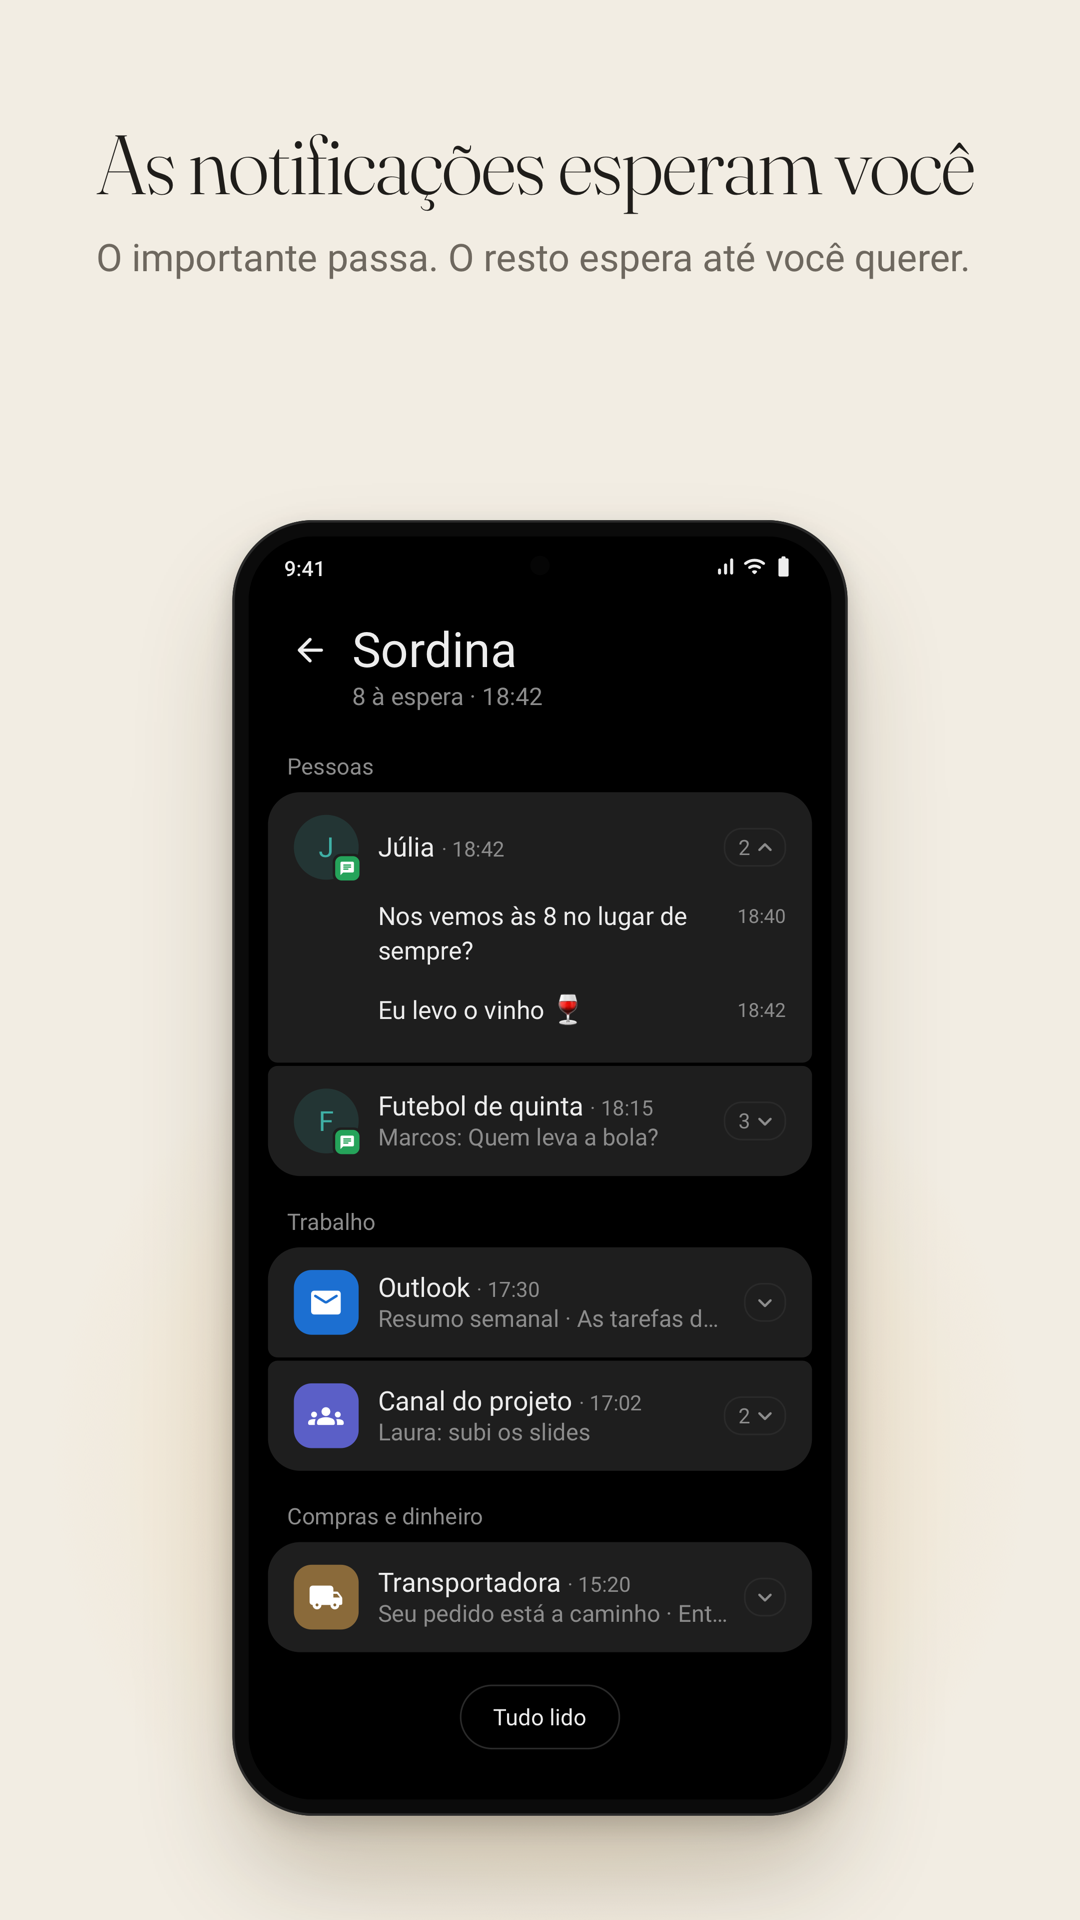 As notificações esperam você
O importante passa. O resto espera até você querer.
9:41
Sordina
8 à espera · 18:42
Pessoas
J
Júlia · 18:42
2
Nos vemos às 8 no lugar de
sempre?
18:40
Eu levo o vinho 🍷
18:42
F
Futebol de quinta · 18:15
Marcos: Quem leva a bola?
3
Trabalho
Outlook · 17:30
Resumo semanal · As tarefas d...
Canal do projeto · 17:02
Laura: subi os slides
2
Compras e dinheiro
Transportadora · 15:20
Seu pedido está a caminho · Ent...
Tudo lido